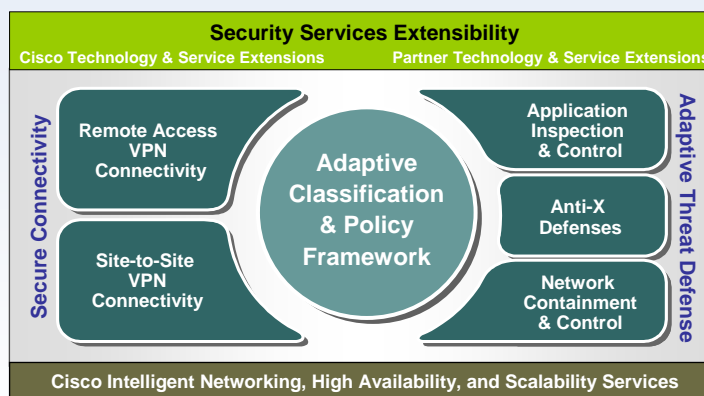 Security Services Extensibility
Cisco Technology & Service Extensions
Partner Technology & Service Extensions
Secure Connectivity
Remote Access
VPN
Connectivity
Site-to-Site
VPN
Connectivity
Adaptive
Classification
& Policy
Framework
Application
Inspection
& Control
Anti-X
Defenses
Network
Containment
& Control
Adaptive Threat Defense
Cisco Intelligent Networking, High Availability, and Scalability Services